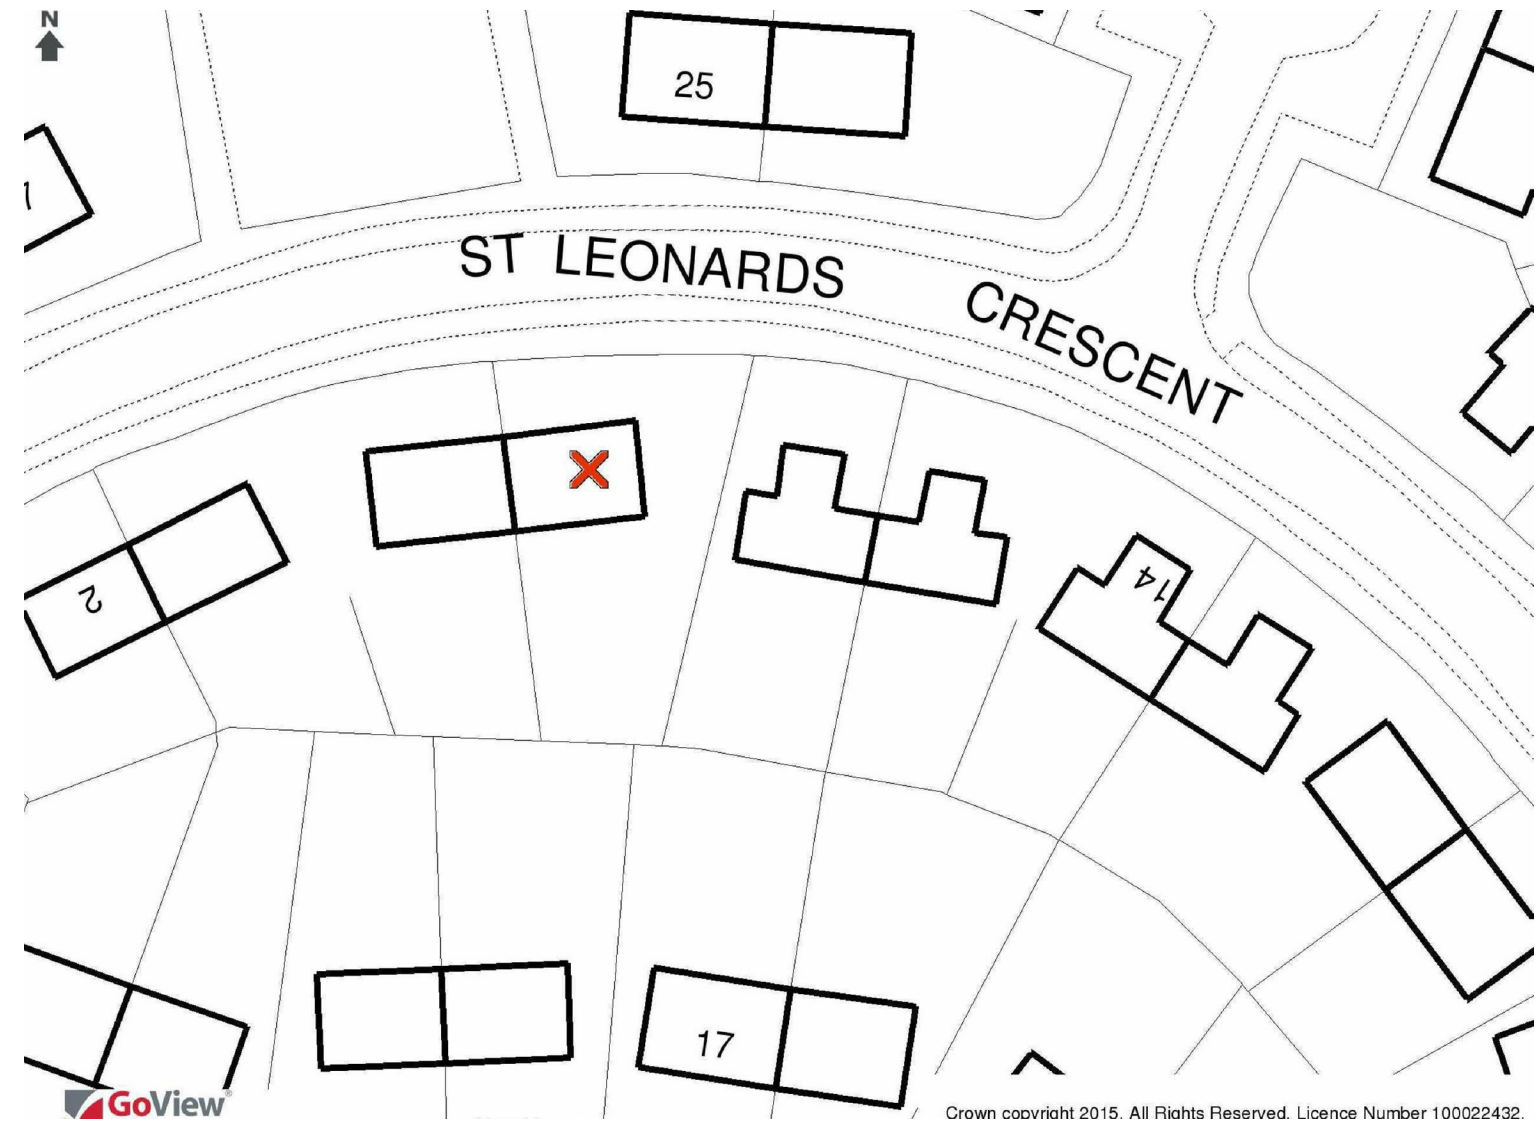 N
25
ST LEONARDS CRESCENT
2
14
17
GoView®
Crown copyright 2015. All Rights Reserved. Licence Number 100022432.